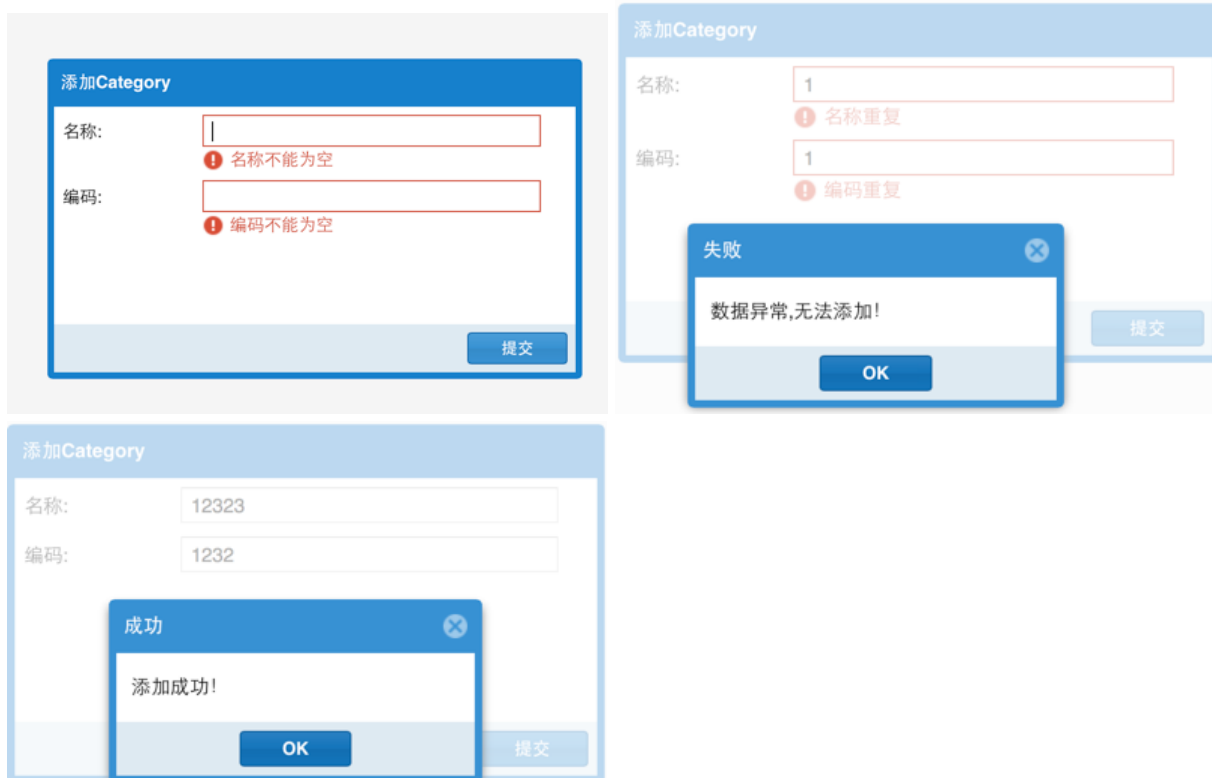 添加Category
名称:
名称不能为空
编码:
编码不能为空
提交
添加Category
名称: 1
名称重复
编码: 1
编码重复
失败
数据异常,无法添加!
提交
OK
添加Category
名称: 12323
编码: 1232
成功
添加成功!
OK 提交